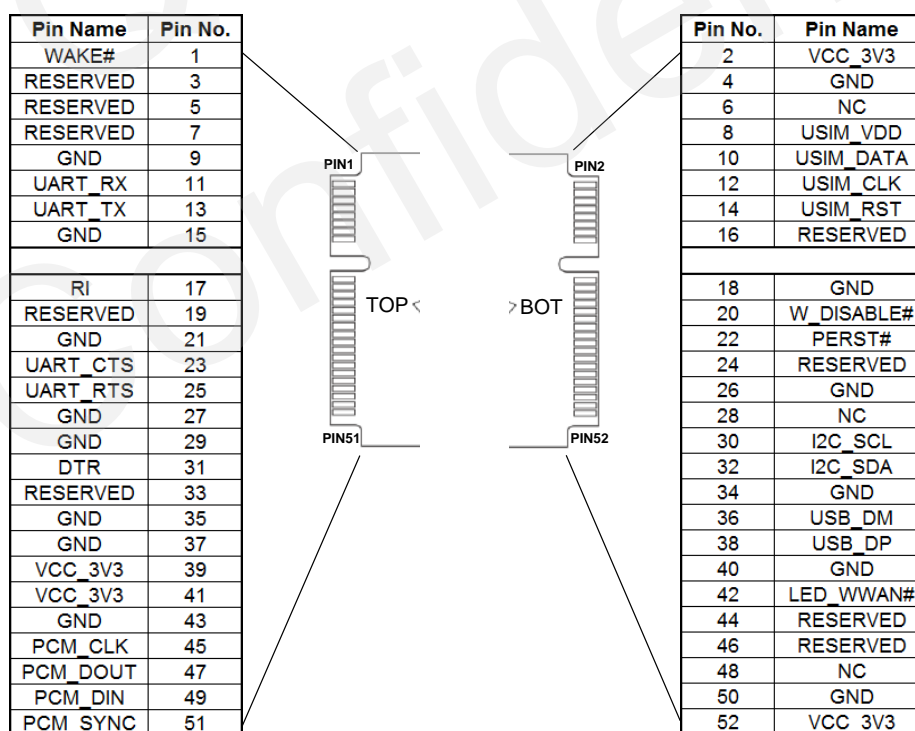 Pin Name Pin No.
WAKE# 1
RESERVED 3
RESERVED 5
RESERVED 7
GND 9
UART_RX 11
UART_TX 13
GND 15
RI 17
RESERVED 19
GND 21
UART_CTS 23
UART_RTS 25
GND 27
GND 29
DTR 31
RESERVED 33
GND 35
GND 37
VCC_3V3 39
VCC_3V3 41
GND 43
PCM_CLK 45
PCM_DOUT 47
PCM_DIN 49
PCM_SYNC 51
PIN1
TOP
PIN51
PIN2
BOT
PIN52
Pin No. Pin Name
2 VCC_3V3
4 GND
6 NC
8 USIM_VDD
10 USIM_DATA
12 USIM_CLK
14 USIM_RST
16 RESERVED
18 GND
20 W_DISABLE#
22 PERST#
24 RESERVED
26 GND
28 NC
30 I2C_SCL
32 I2C_SDA
34 GND
36 USB_DM
38 USB_DP
40 GND
42 LED_WWAN#
44 RESERVED
46 RESERVED
48 NC
50 GND
52 VCC_3V3